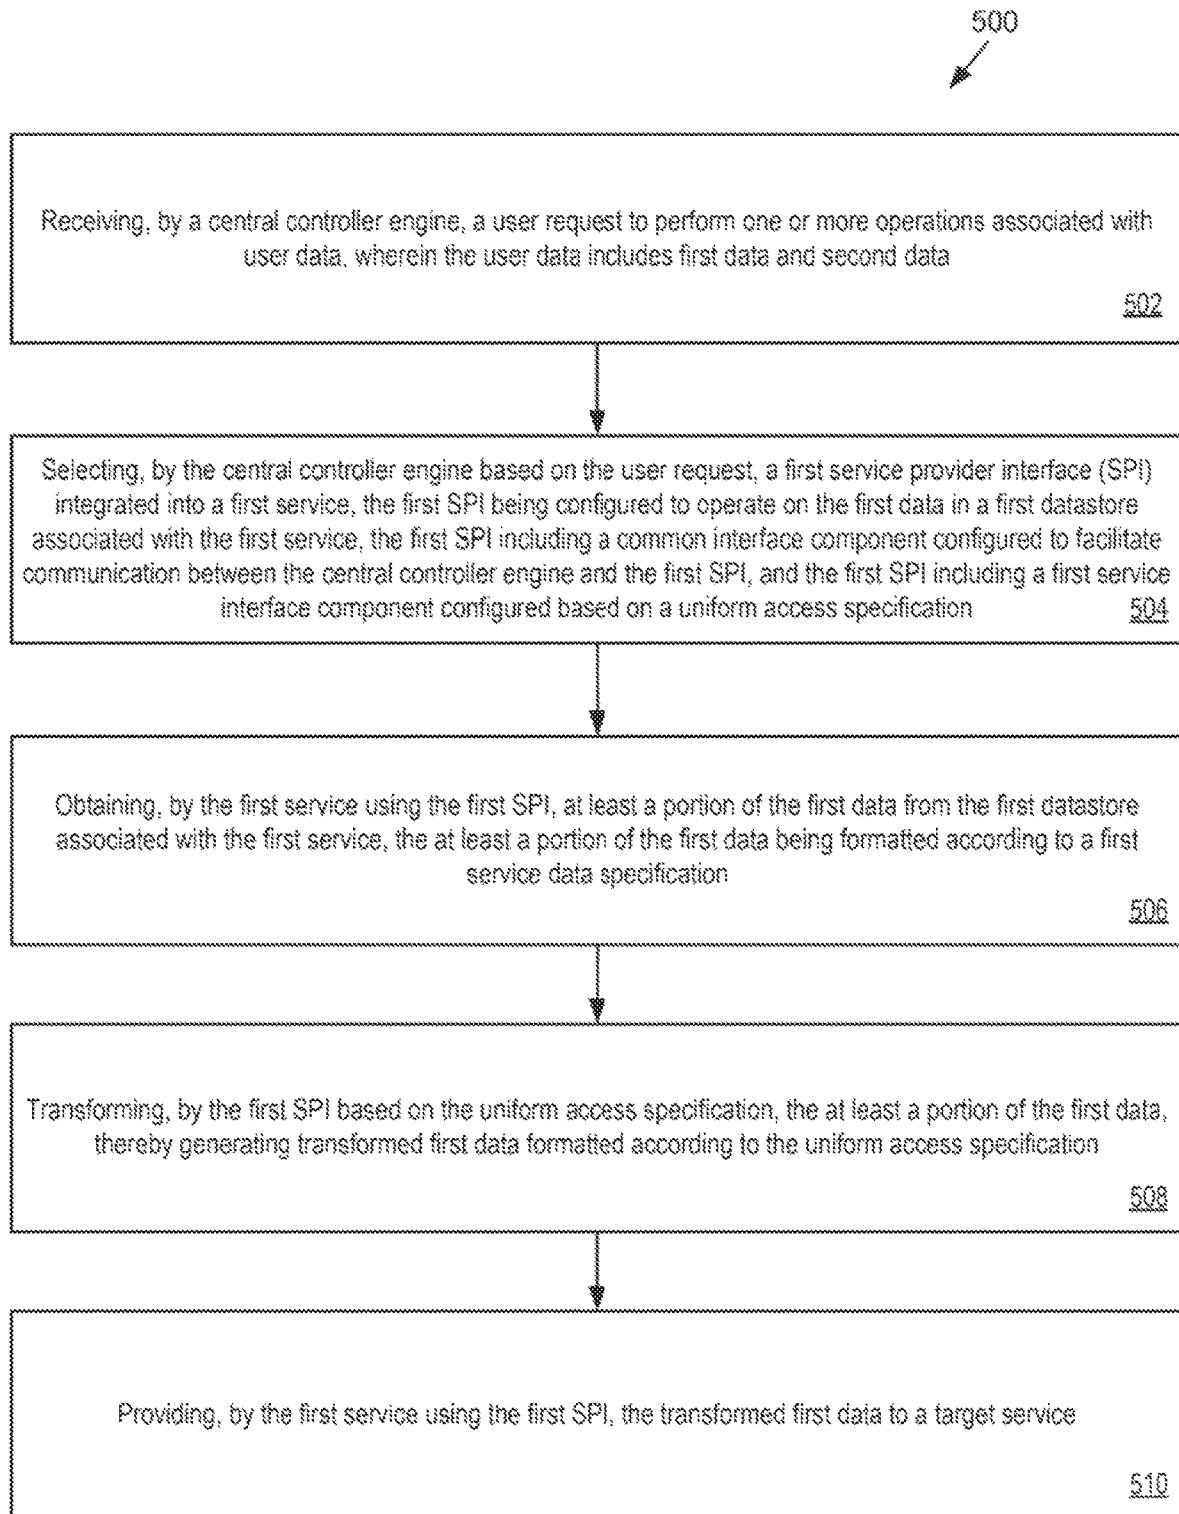 500
Receiving, by a central controller engine, a user request to perform one or more operations associated with
user data, wherein the user data includes first data and second data
502
Selecting, by the central controller engine based on the user request, a first service provider interface (SPI)
integrated into a first service, the first SPI being configured to operate on the first data in a first datastore
associated with the first service, the first SPI including a common interface component configured to facilitate
communication between the central controller engine and the first SPI, and the first SPI including a first service
interface component configured based on a uniform access specification
504
Obtaining, by the first service using the first SPI, at least a portion of the first data from the first datastore
associated with the first service, the at least a portion of the first data being formatted according to a first
service data specification
506
Transforming, by the first SPI based on the uniform access specification, the at least a portion of the first data,
thereby generating transformed first data formatted according to the uniform access specification
508
Providing, by the first service using the first SPI, the transformed first data to a target service
510